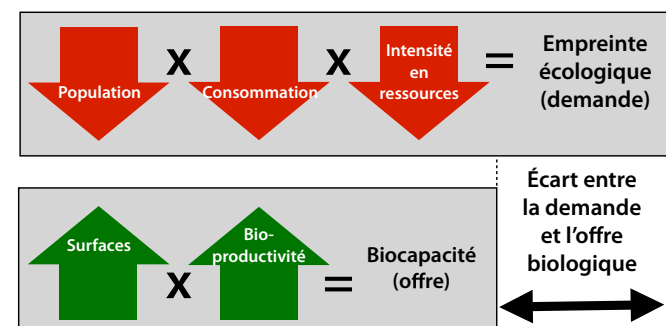 Population
X
Consommation
X
Intensité
en
ressources
=
Empreinte
écologique
(demande)
Surfaces
X
Bio-
productivité
=
Biocapacité
(offre)
Écart entre
la demande
et l’offre
biologique